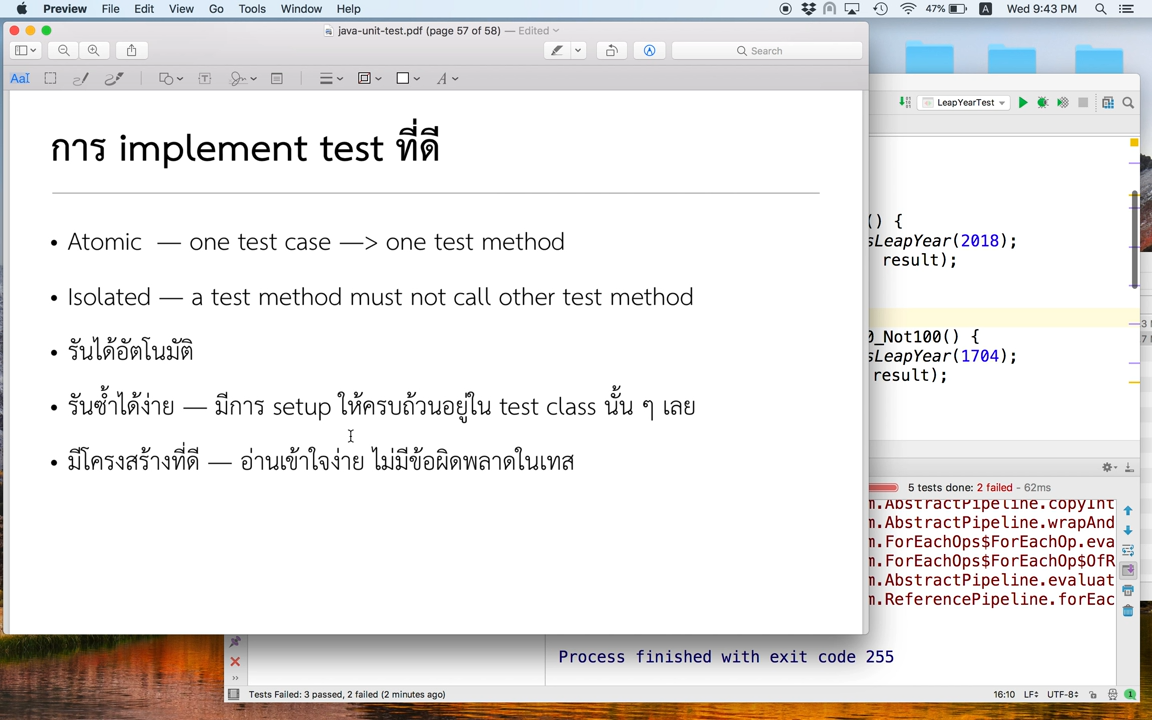 Preview File Edit View Go Tools Window Help 47% A Wed 9:43 PM
java-unit-test.pdf (page 57 of 58) — Edited
Search
AaI T A
LeapYearTest
การ implement test ที่ดี
• Atomic — one test case —> one test method
• Isolated — a test method must not call other test method
• รันได้อัตโนมัติ
• รันซ้ำได้ง่าย — มีการ setup ให้ครบถ้วนอยู่ใน test class นั้น ๆ เลย
• มีโครงสร้างที่ดี — อ่านเข้าใจง่าย ไม่มีข้อผิดพลาดในเทส
() {
sLeapYear(2018);
result);
0_Not100() {
sLeapYear(1704);
result);
5 tests done: 2 failed - 62ms
m.AbstractPipeline.copyInt
m.AbstractPipeline.wrapAnd
m.ForEachOps$ForEachOp.eva
m.ForEachOps$ForEachOp$OfR
m.AbstractPipeline.evaluat
m.ReferencePipeline.forEac
Process finished with exit code 255
Tests Failed: 3 passed, 2 failed (2 minutes ago) 16:10 LF UTF-8 1